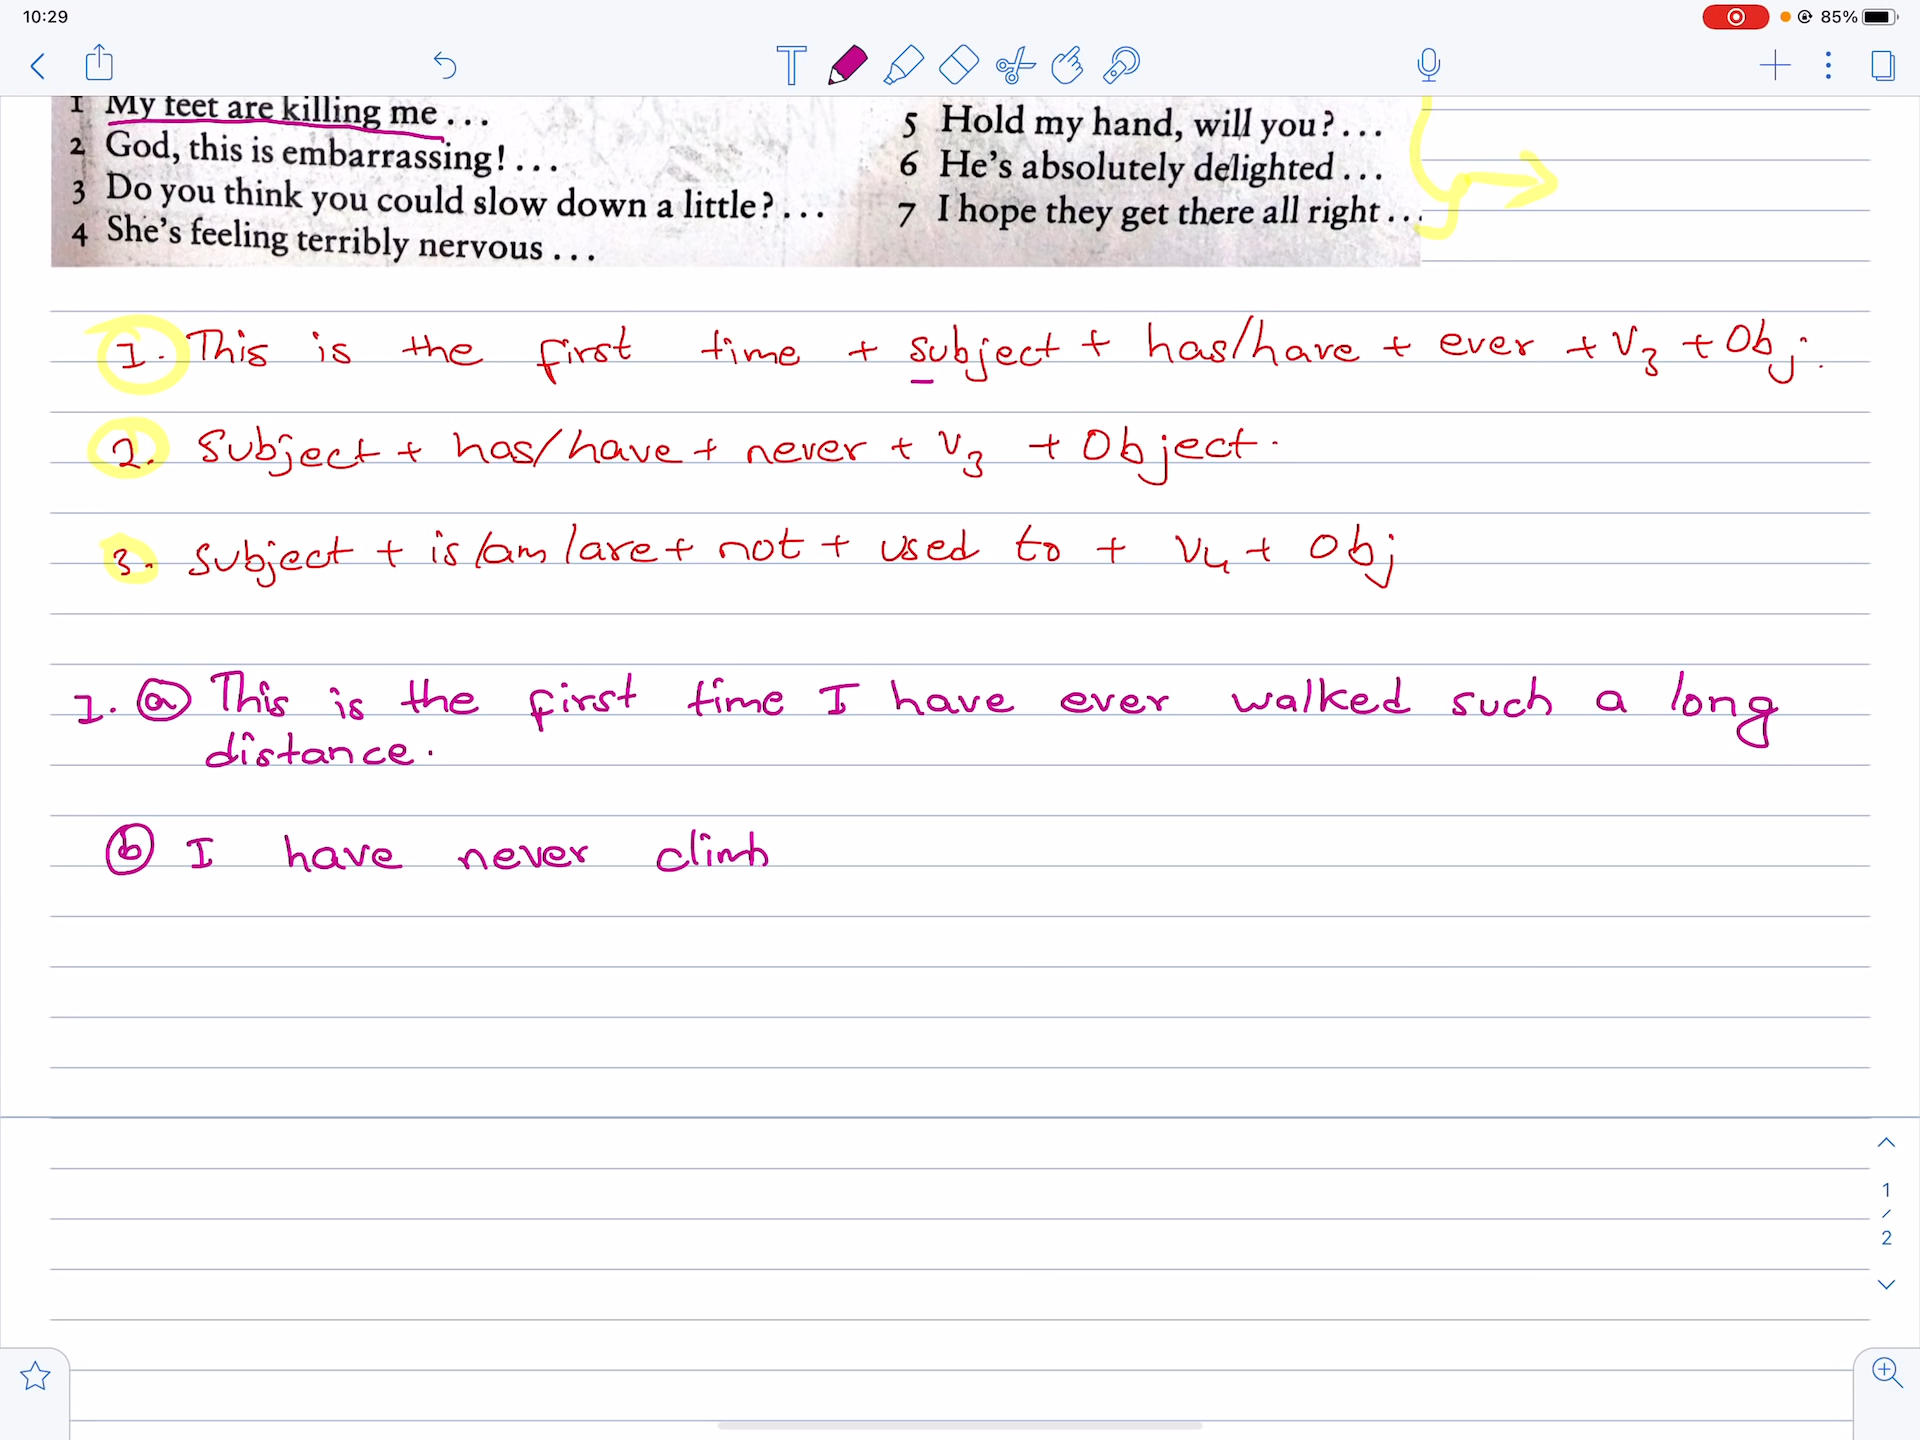 10:29
85%
1 My feet are killing me ...
2 God, this is embarrassing! ...
3 Do you think you could slow down a little? ...
4 She's feeling terribly nervous ...
5 Hold my hand, will you? ...
6 He's absolutely delighted ...
7 I hope they get there all right ...
1. This is the first time + subject + has/have + ever + V3 + Obj.
2. Subject + has/have + never + V3 + Object.
3. Subject + is/am/are + not + used to + V4 + Obj
1. (a) This is the first time I have ever walked such a long
distance.
(b) I have never climb
1
/
2